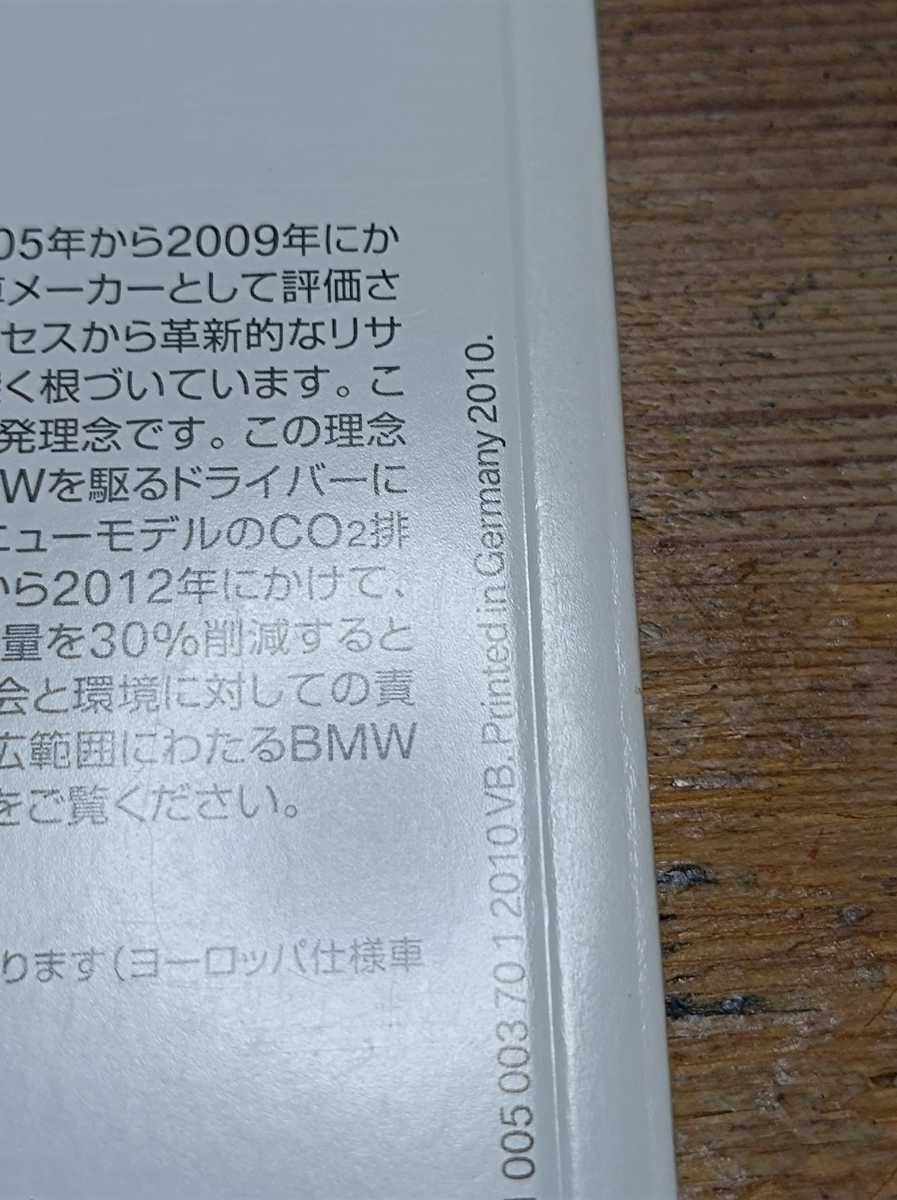 05年から2009年にか
メーカーとして評価さ
セスから革新的なリサ
く根づいています。こ
発理念です。この理念
Wを駆るドライバーに
ニューモデルのCO2排
から2012年にかけて、
量を30%削減すると
会と環境に対しての責
広範囲にわたるBMW
をご覧ください。
ります(ヨーロッパ仕様車
005 003 70 1 2010 VB. Printed in Germany 2010.